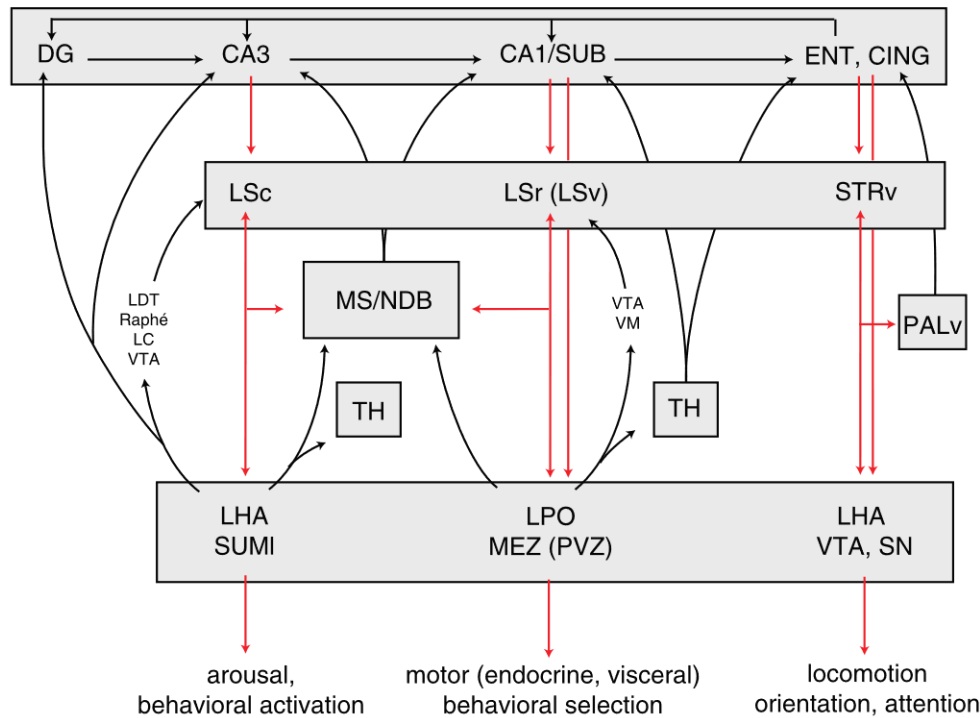 DG
CA3
CA1/SUB
ENT, CING
LSc
LSr (LSv)
STRv
LDT
Raphé
LC
VTA
MS/NDB
VTA
VM
PALv
TH
TH
LHA
SUMl
LPO
MEZ (PVZ)
LHA
VTA, SN
arousal,
behavioral activation
motor (endocrine, visceral)
behavioral selection
locomotion
orientation, attention